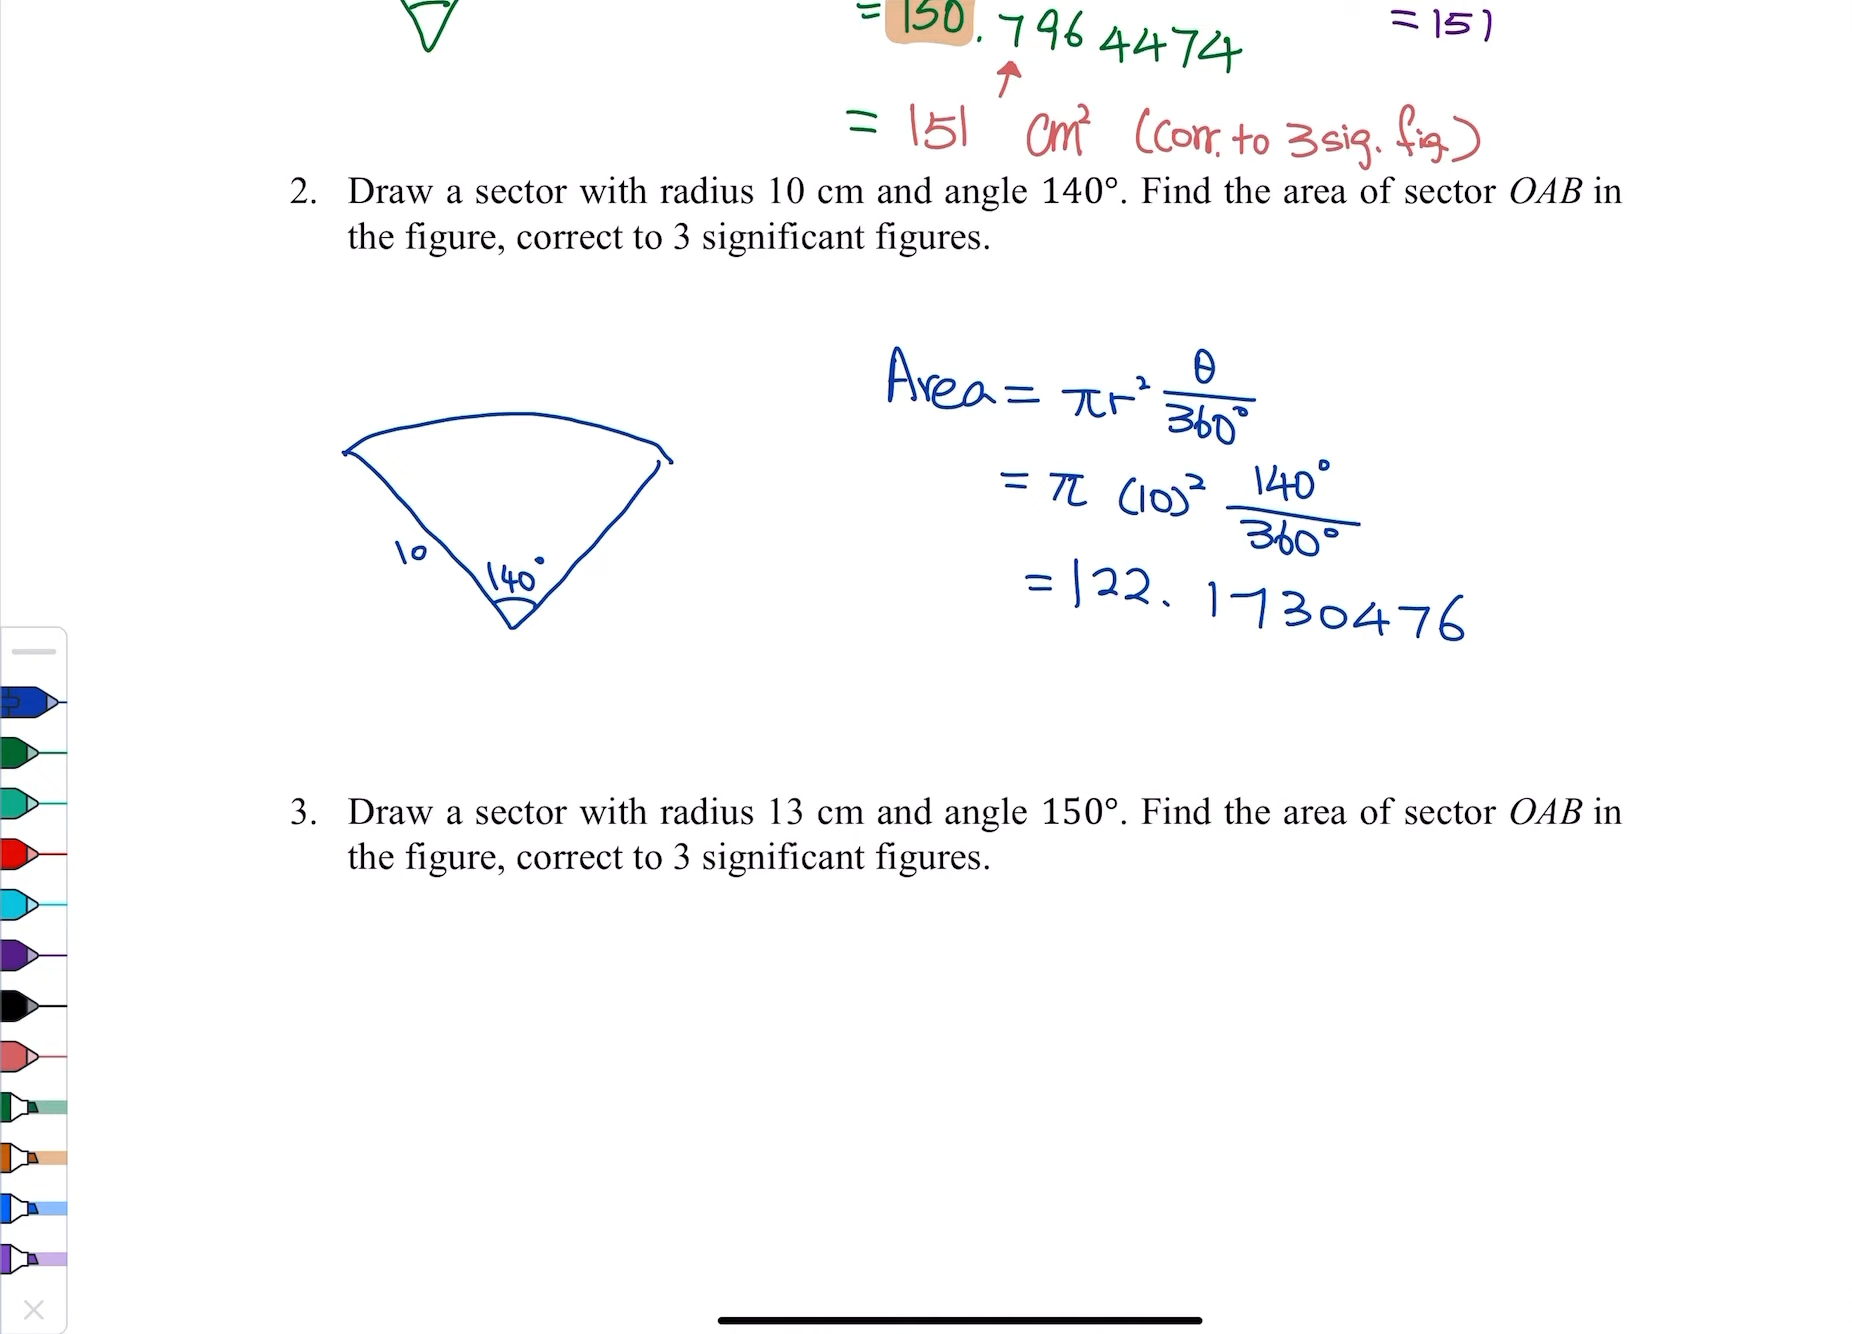 = 150.7964474
= 151
= 151 cm² (corr. to 3 sig. fig.)
2. Draw a sector with radius 10 cm and angle 140°. Find the area of sector OAB in
the figure, correct to 3 significant figures.
Area = πr² θ/360°
= π (10)² 140°/360°
= 122.1730476
10
140°
3. Draw a sector with radius 13 cm and angle 150°. Find the area of sector OAB in
the figure, correct to 3 significant figures.